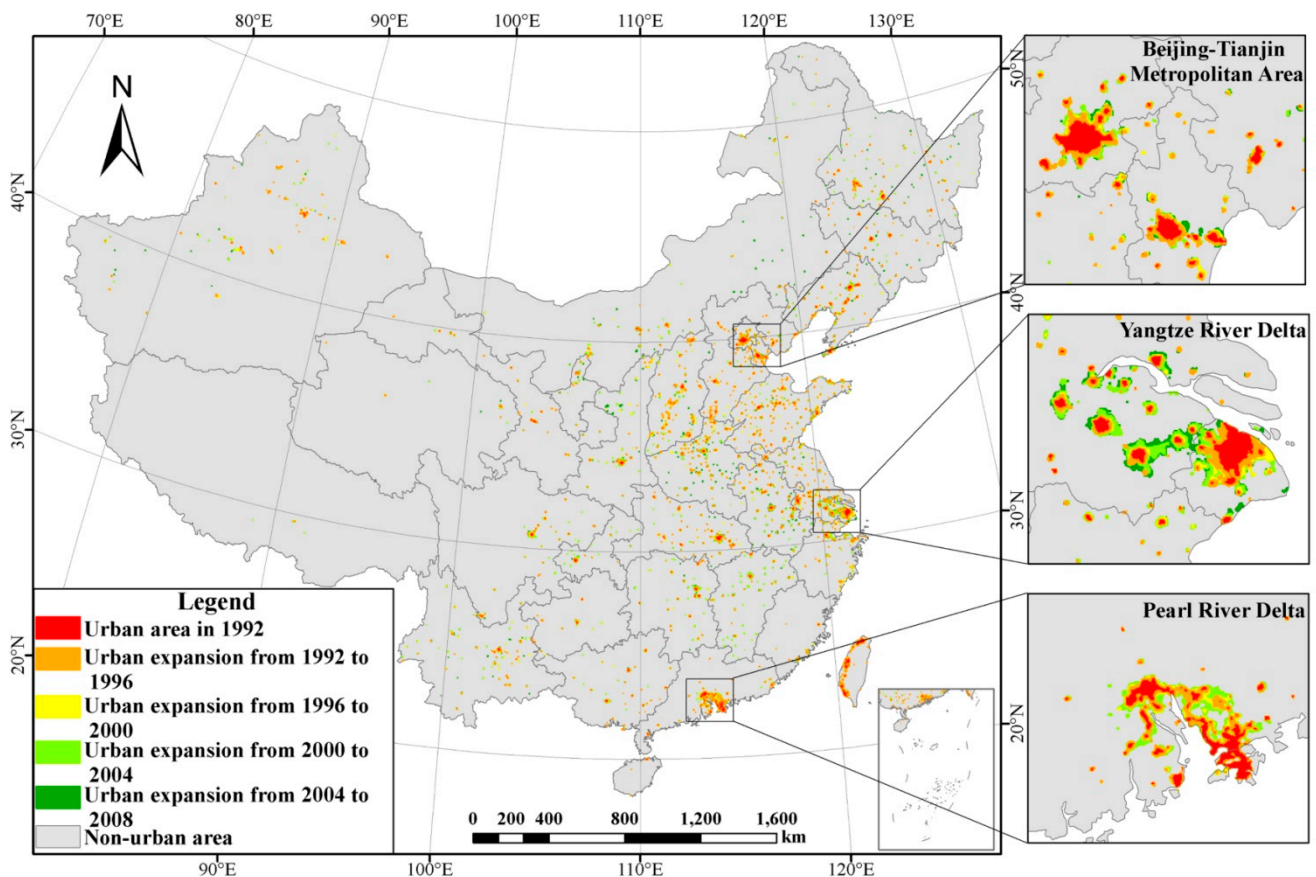 70°E
80°E
90°E
100°E
110°E
120°E
130°E
N
50°N
40°N
40°N
30°N
30°N
20°N
20°N
Beijing-Tianjin
Metropolitan Area
Yangtze River Delta
Pearl River Delta
Legend
Urban area in 1992
Urban expansion from 1992 to
1996
Urban expansion from 1996 to
2000
Urban expansion from 2000 to
2004
Urban expansion from 2004 to
2008
Non-urban area
0 200 400 800 1,200 1,600
km
90°E
100°E
110°E
120°E